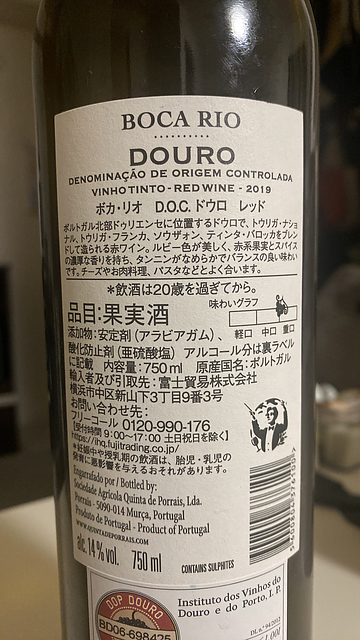 BOCA RIO
DOURO
DENOMINAÇÃO DE ORIGEM CONTROLADA
VINHO TINTO - RED WINE - 2019
ボカ・リオ D.O.C. ドウロ レッド
ポルトガル北部ドゥリエンセに位置するドウロで、トウリガ・ナショ
ナル、トウリガ・フランカ、ソウザオン、ティンタ・バロッカをブレン
ドして造られる赤ワイン。ルビー色が美しく、赤系果実とスパイス
の濃厚な香りを持ち、タンニンがなめらかでバランスの良い味わい
です。チーズやお肉料理、パスタなどとよく合います。
＊飲酒は20歳を過ぎてから。
品目:果実酒
味わいグラフ
軽口 中口 重口
添加物：安定剤（アラビアガム）、
酸化防止剤（亜硫酸塩） アルコール分は裏ラベル
に記載 内容量：750ml 原産国名：ポルトガル
輸入者及び引取先：富士貿易株式会社
横浜市中区新山下3丁目9番3号
お問い合わせ先：
フリーコール 0120-990-176
【受付時間 9:00～17:00 土日祝日を除く】
https://ihq.fujitrading.co.jp/
＊妊娠中や授乳期の飲酒は、胎児・乳児の
発育に悪影響を与えるおそれがあります。
Engarrafado por / Bottled by:
Sociedade Agrícola Quinta de Porrais, Lda.
Porrais - 5090-014 Murça, Portugal
Produto de Portugal - Product of Portugal
WWW.QUINTADEPORRAIS.COM
alc. 14 % vol. 750 ml
CONTAINS SULPHITES
DOP DOURO
BD06-698425
Instituto dos Vinhos do
Douro e do Porto, I. P.